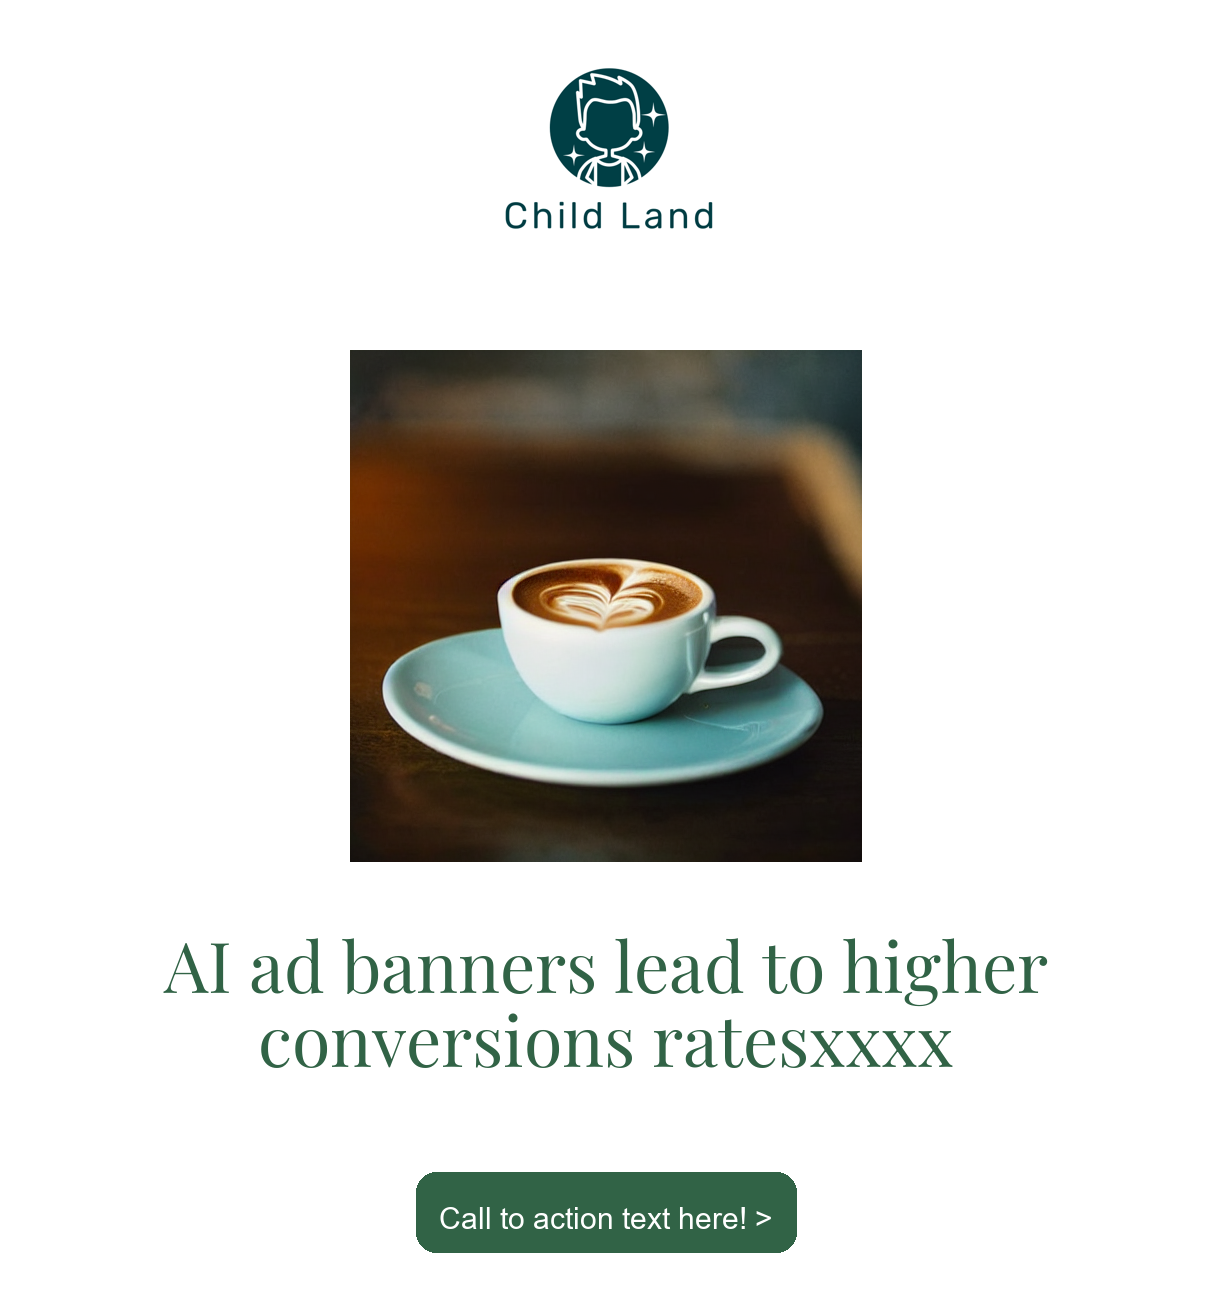 Child Land
AI ad banners lead to higher
conversions ratesxxxx
Call to action text here! >